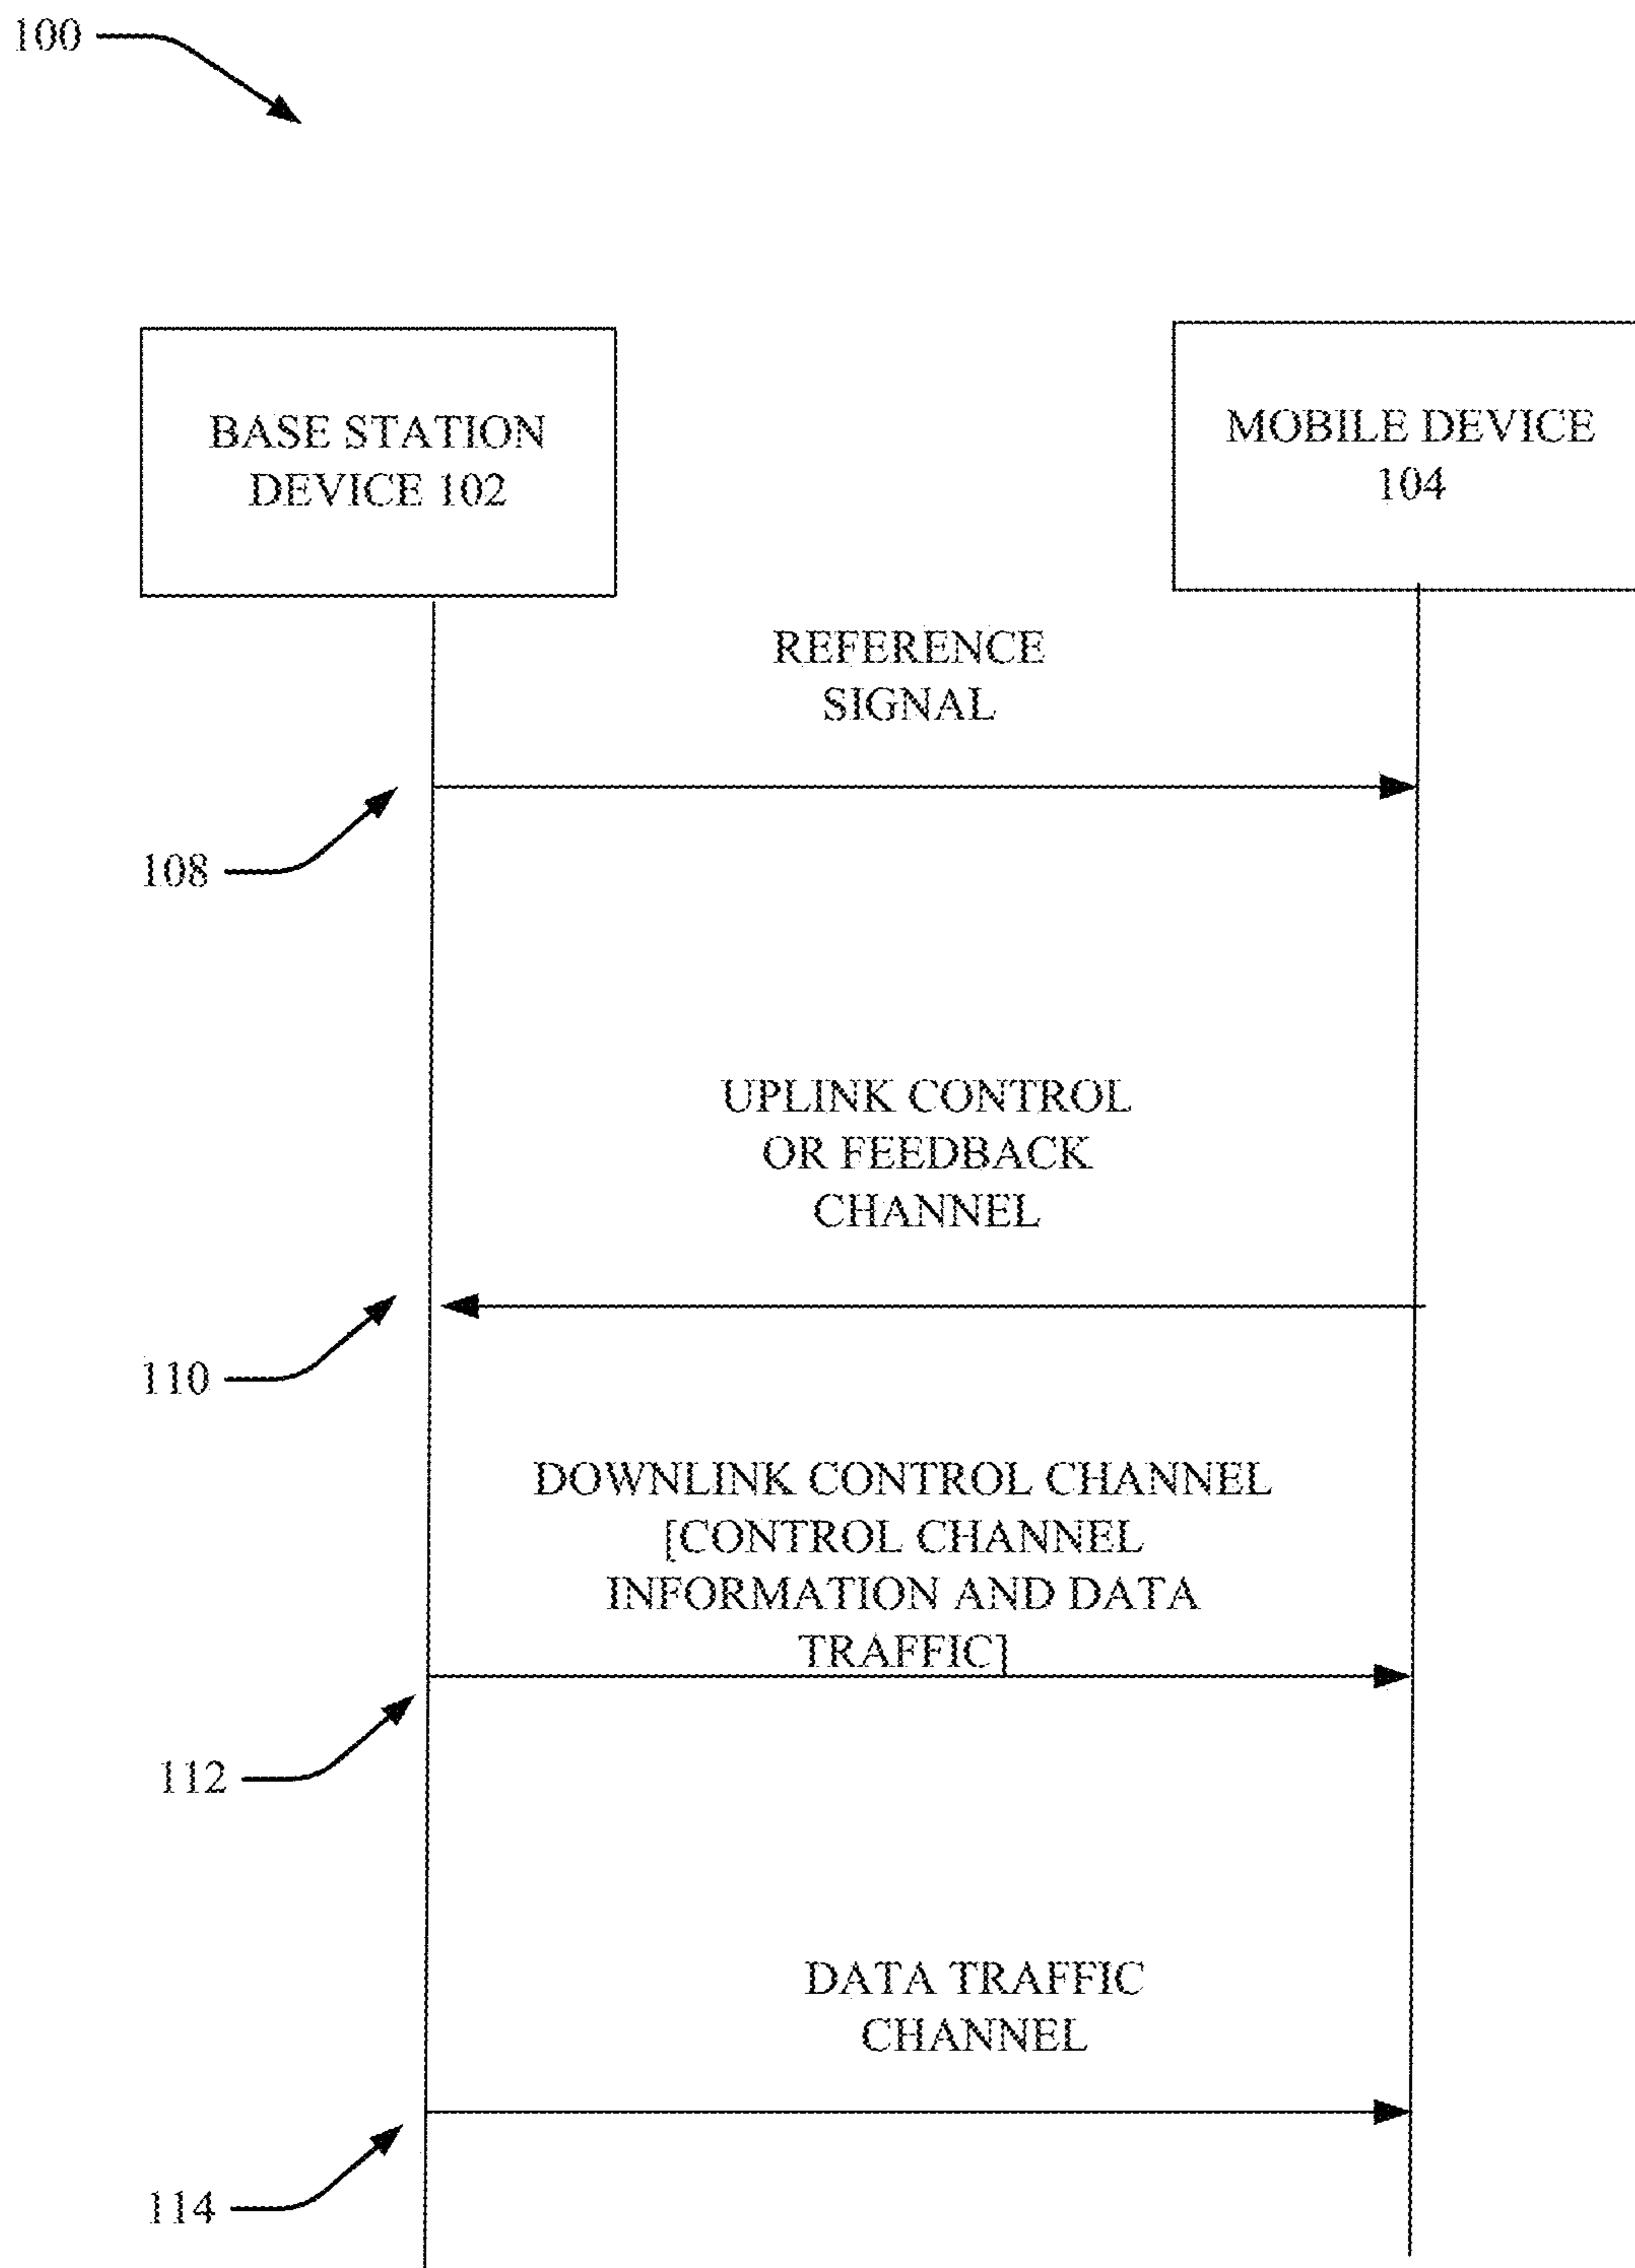 100
BASE STATION
DEVICE 102
MOBILE DEVICE
104
REFERENCE
SIGNAL
108
UPLINK CONTROL
OR FEEDBACK
CHANNEL
110
DOWNLINK CONTROL CHANNEL
[CONTROL CHANNEL
INFORMATION AND DATA
TRAFFIC]
112
DATA TRAFFIC
CHANNEL
114